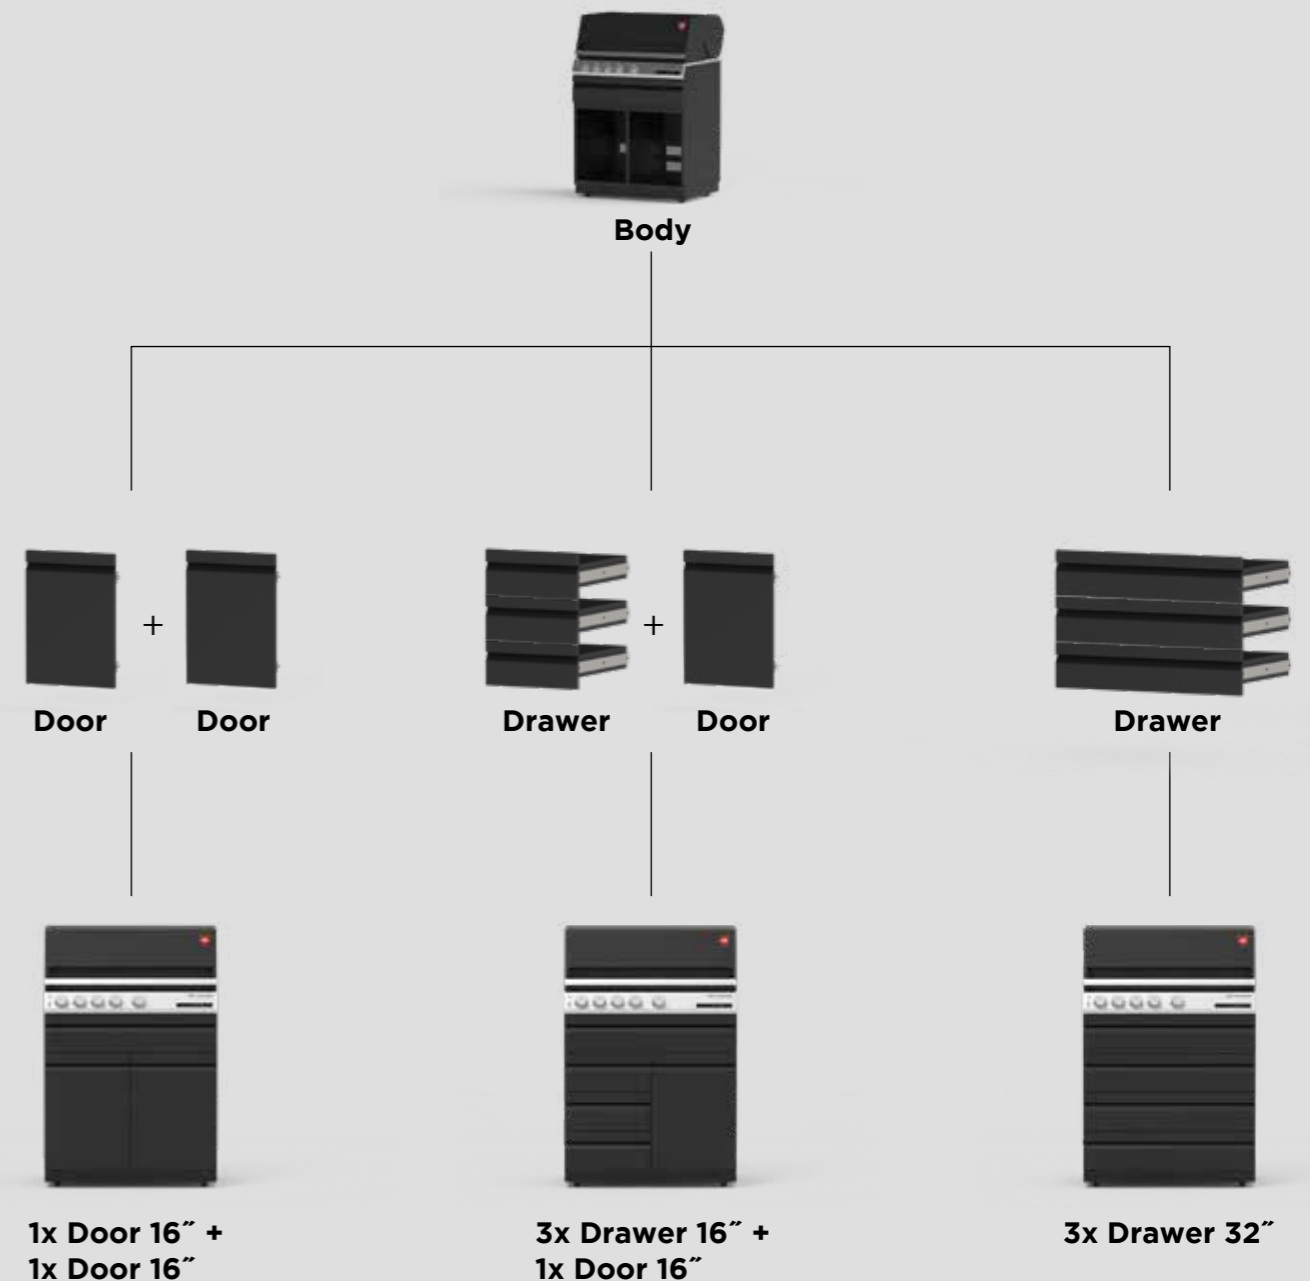 Body
+
+
Door
Door
Drawer
Door
Drawer
1x Door 16˝ +
1x Door 16˝
3x Drawer 16˝ +
1x Door 16˝
3x Drawer 32˝